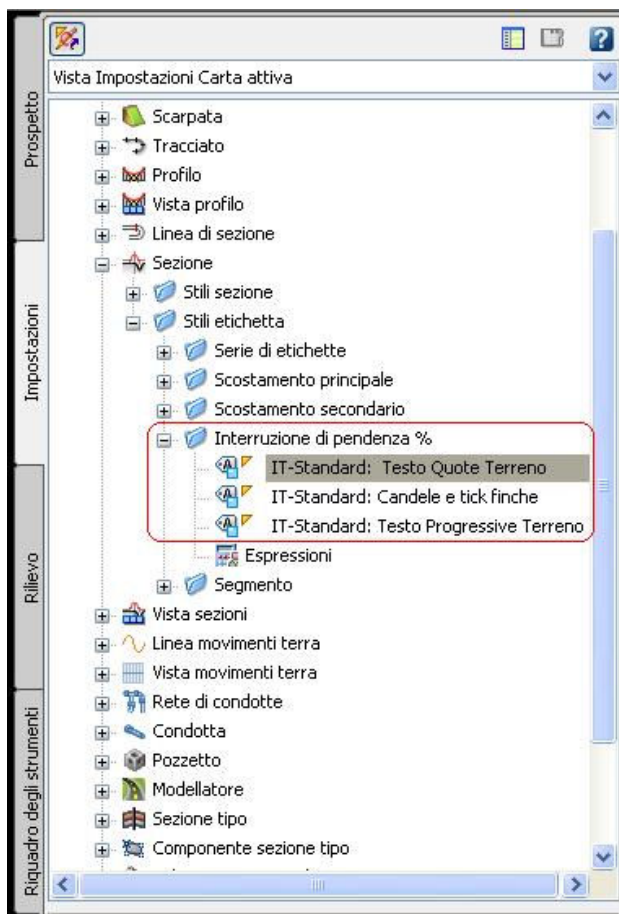 Vista Impostazioni Carta attiva
Prospetto
Impostazioni
Rilievo
Riquadro degli strumenti
Scarpata
Tracciato
Profilo
Vista profilo
Linea di sezione
Sezione
Stili sezione
Stili etichetta
Serie di etichette
Scostamento principale
Scostamento secondario
Interruzione di pendenza %
IT-Standard: Testo Quote Terreno
IT-Standard: Candele e tick finche
IT-Standard: Testo Progressive Terreno
Espressioni
Segmento
Vista sezioni
Linea movimenti terra
Vista movimenti terra
Rete di condotte
Condotta
Pozzetto
Modellatore
Sezione tipo
Componente sezione tipo